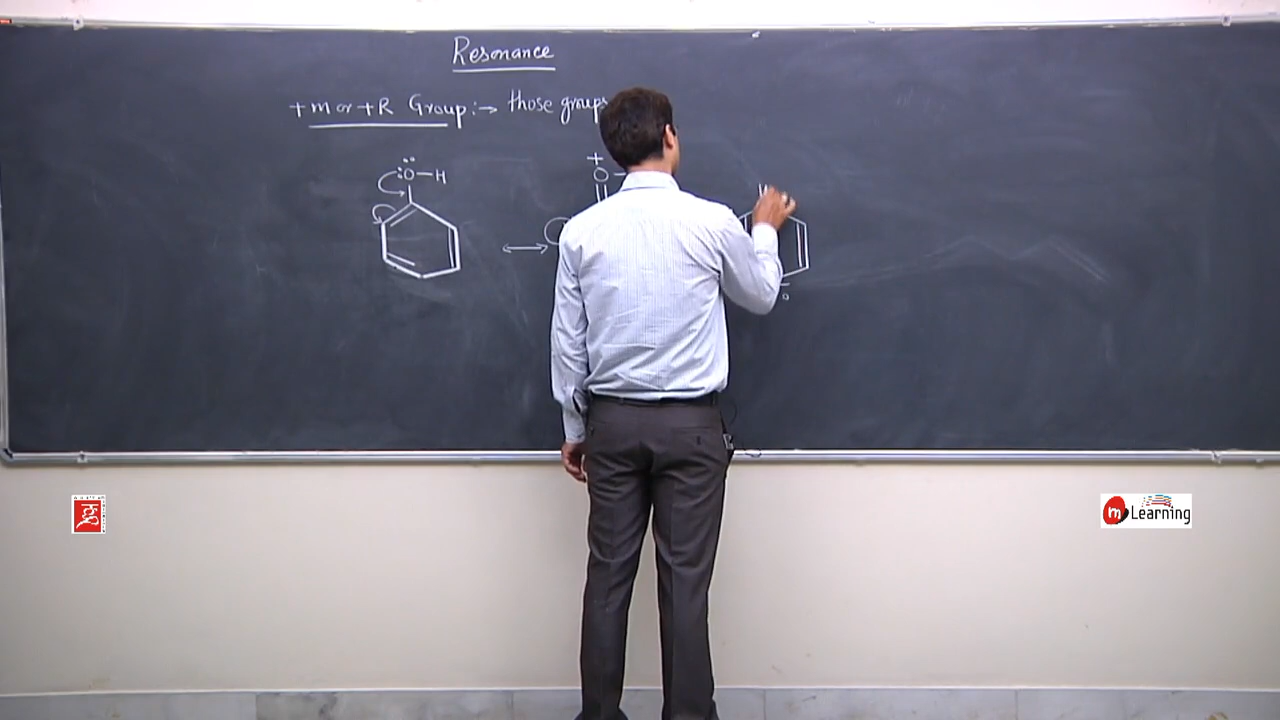 Resonance
+m or +R Group :→ those groups
:Ö–H
+
O
m Learning